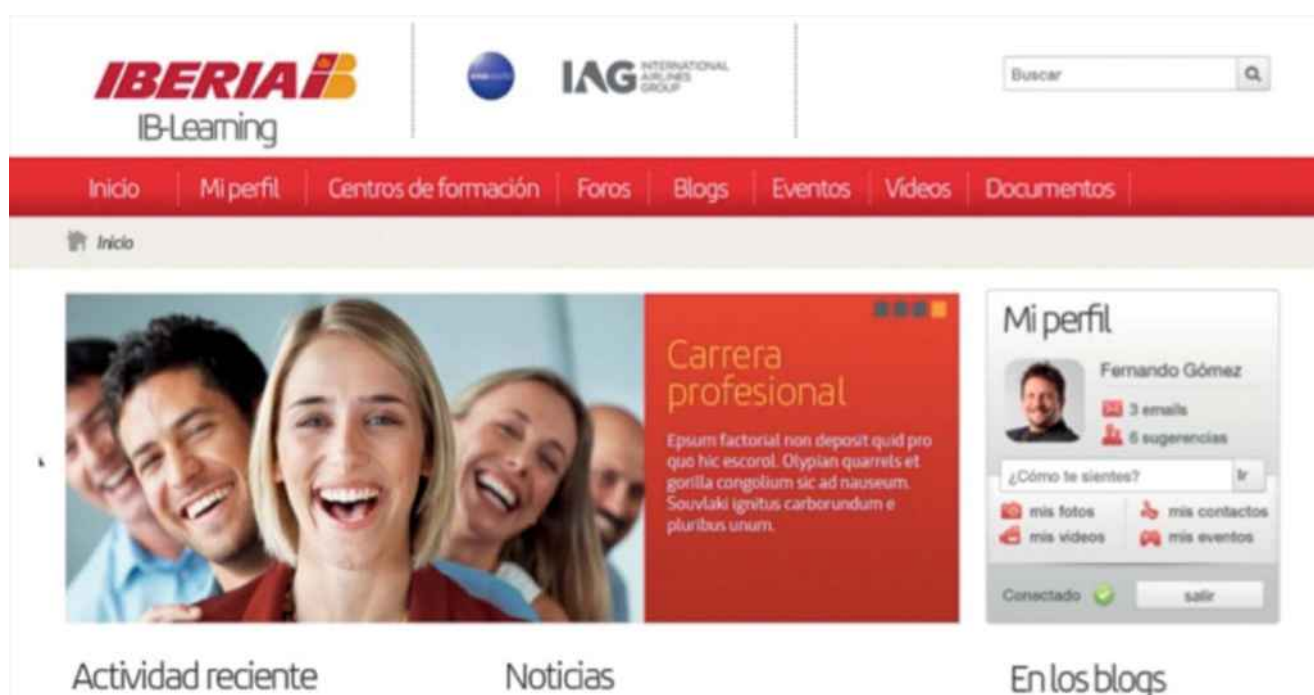 IBERIA IB
IB-Learning
IAG INTERNATIONAL
AIRLINES
GROUP
Buscar
Inicio Mi perfil Centros de formación Foros Blogs Eventos Vídeos Documentos
Inicio
Carrera
profesional
Epsum factorial non deposit quid pro
quo hic escorol. Olypian quarrels et
gorilla congolium sic ad nauseum.
Souvlaki ignitus carborundum e
pluribus unum.
Mi perfil
Fernando Gómez
3 emails
6 sugerencias
¿Cómo te sientes? Ir
mis fotos mis contactos
mis videos mis eventos
Conectado salir
Actividad reciente Noticias En los blogs